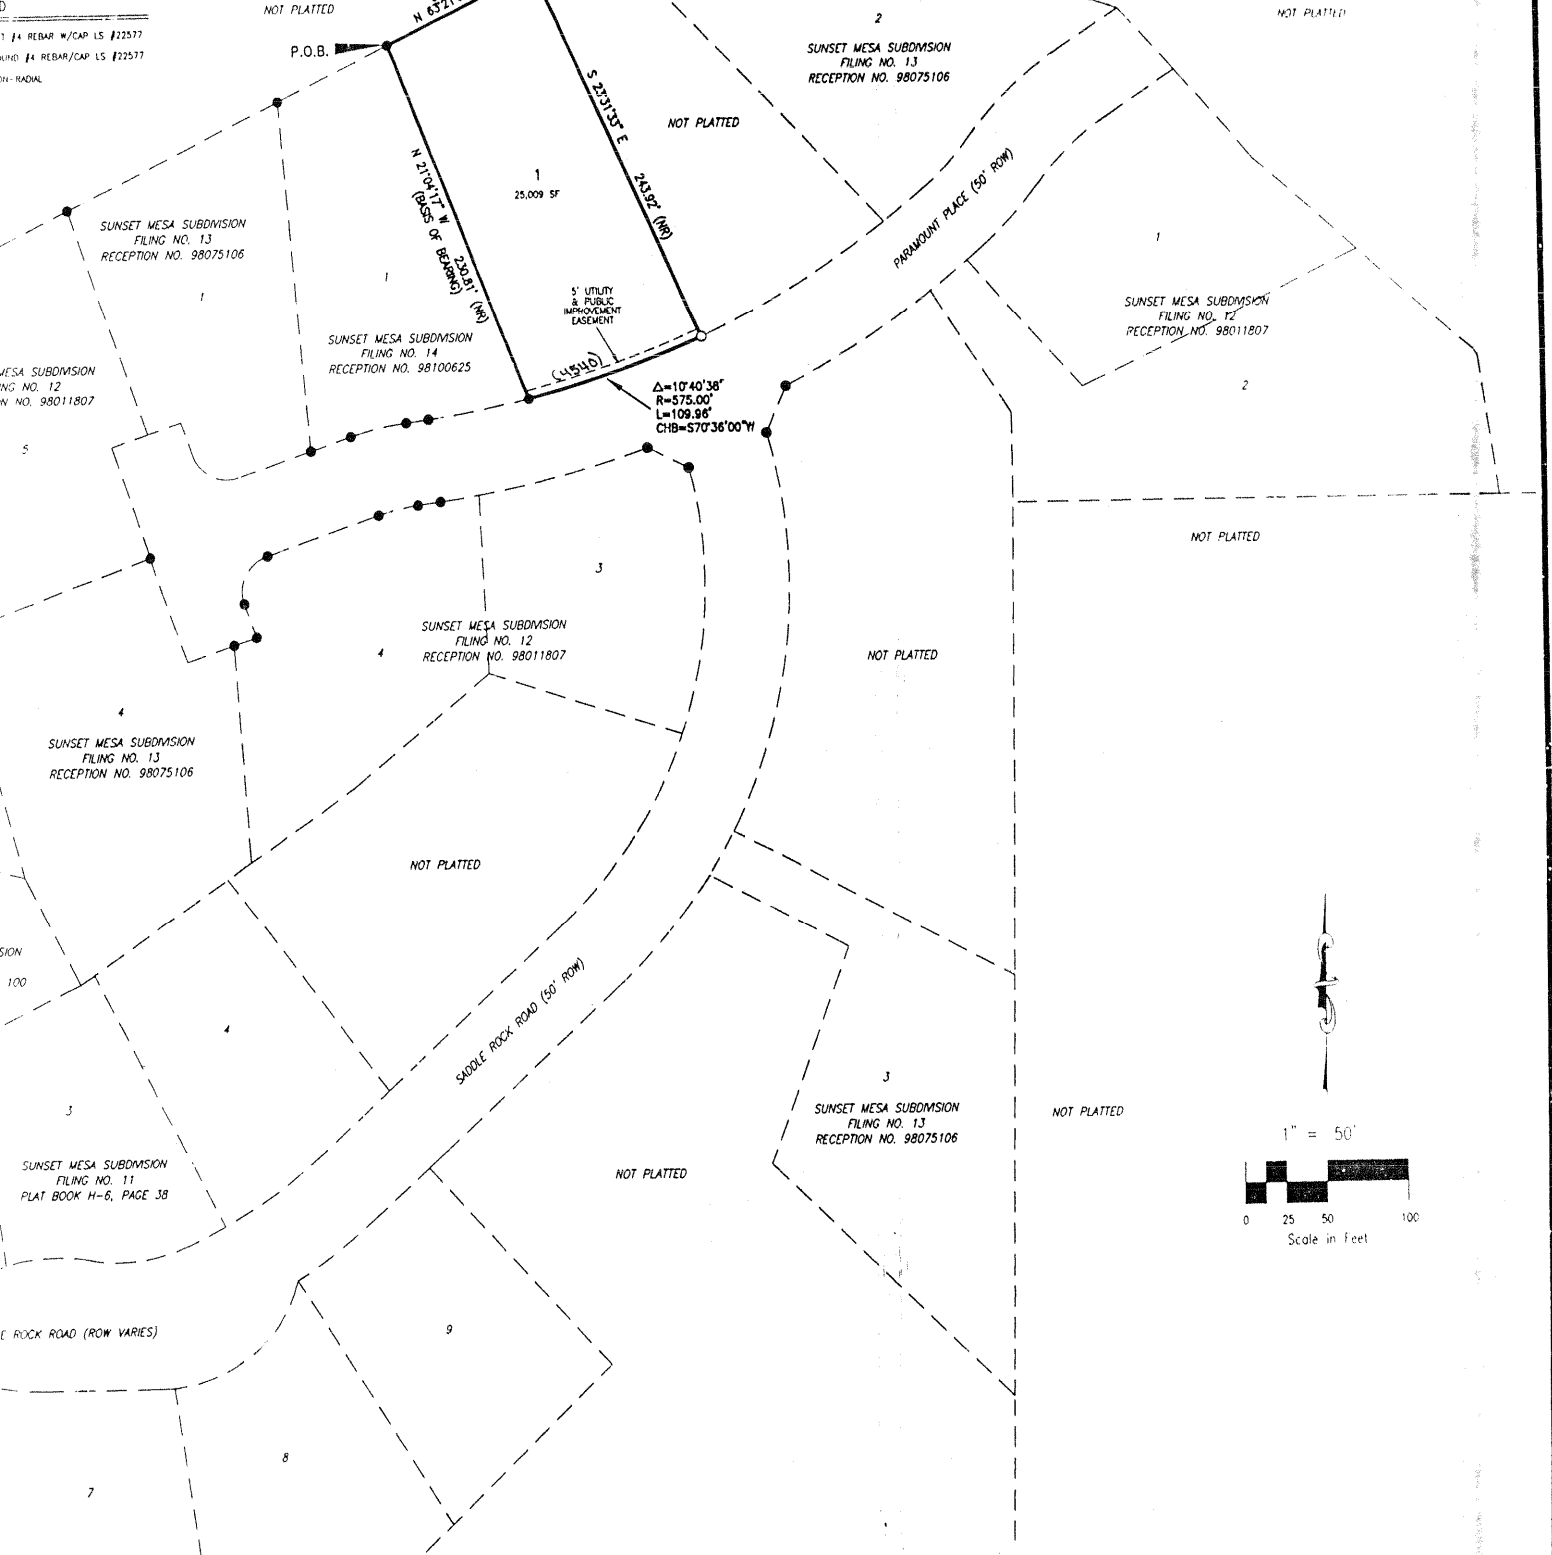 NOT PLATTED
#4 REBAR W/CAP LS #22577
#4 REBAR/CAP LS #22577
RADIAL
P.O.B.
2
SUNSET MESA SUBDIVISION
FILING NO. 13
RECEPTION NO. 98075106
NOT PLATTED
NOT PLATTED
S 23°31'33" E
243.92' (NR)
N 21°04'17" W
230.81' (NR)
(BASIS OF BEARING)
1
25,009 SF
PARAMOUNT PLACE (50' ROW)
SUNSET MESA SUBDIVISION
FILING NO. 13
RECEPTION NO. 98075106
1
1
SUNSET MESA SUBDIVISION
FILING NO. 14
RECEPTION NO. 98100625
5' UTILITY
& PUBLIC
IMPROVEMENT
EASEMENT
1
SUNSET MESA SUBDIVISION
FILING NO. 12
RECEPTION NO. 98011807
2
(4540)
Δ=10°40'38"
R=575.00'
L=109.96'
CHB=S70°36'00"W
MESA SUBDIVISION
NO. 12
NO. 98011807
5
NOT PLATTED
3
SUNSET MESA SUBDIVISION
FILING NO. 12
RECEPTION NO. 98011807
4
NOT PLATTED
4
SUNSET MESA SUBDIVISION
FILING NO. 13
RECEPTION NO. 98075106
NOT PLATTED
100
SADDLE ROCK ROAD (50' ROW)
4
3
SUNSET MESA SUBDIVISION
FILING NO. 11
PLAT BOOK H-6, PAGE 38
3
SUNSET MESA SUBDIVISION
FILING NO. 13
RECEPTION NO. 98075106
NOT PLATTED
NOT PLATTED
1" = 50'
0 25 50 100
Scale in Feet
ROCK ROAD (ROW VARIES)
9
8
7